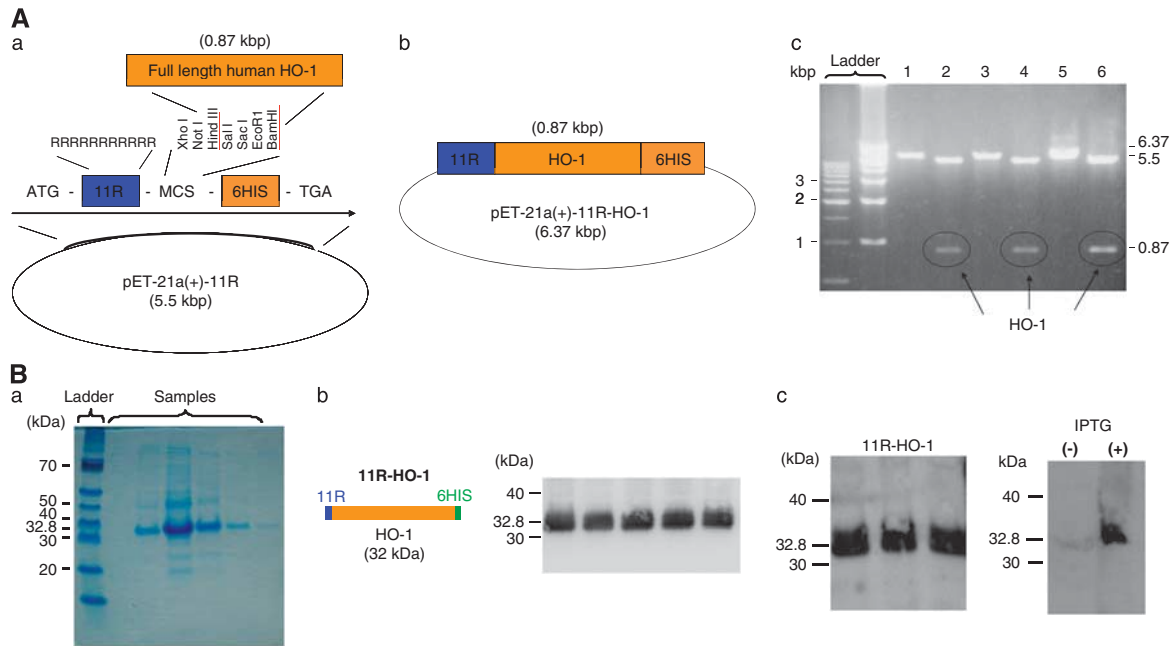 A
a
(0.87 kbp)
Full length human HO-1
Xho I
Not I
Hind III
Sal I
Sac I
EcoR1
BamHI
RRRRRRRRRRR
ATG - 11R - MCS - 6HIS - TGA
pET-21a(+)-11R
(5.5 kbp)
b
(0.87 kbp)
11R HO-1 6HIS
pET-21a(+)-11R-HO-1
(6.37 kbp)
c
Ladder
kbp 1 2 3 4 5 6
6.37
5.5
3
2
1
0.87
HO-1
B
a
Ladder Samples
(kDa)
70
50
40
32.8
30
20
b
11R-HO-1
11R 6HIS
HO-1
(32 kDa)
(kDa)
40
32.8
30
c
11R-HO-1
(kDa)
40
32.8
30
IPTG
(-) (+)
kDa
40
32.8
30